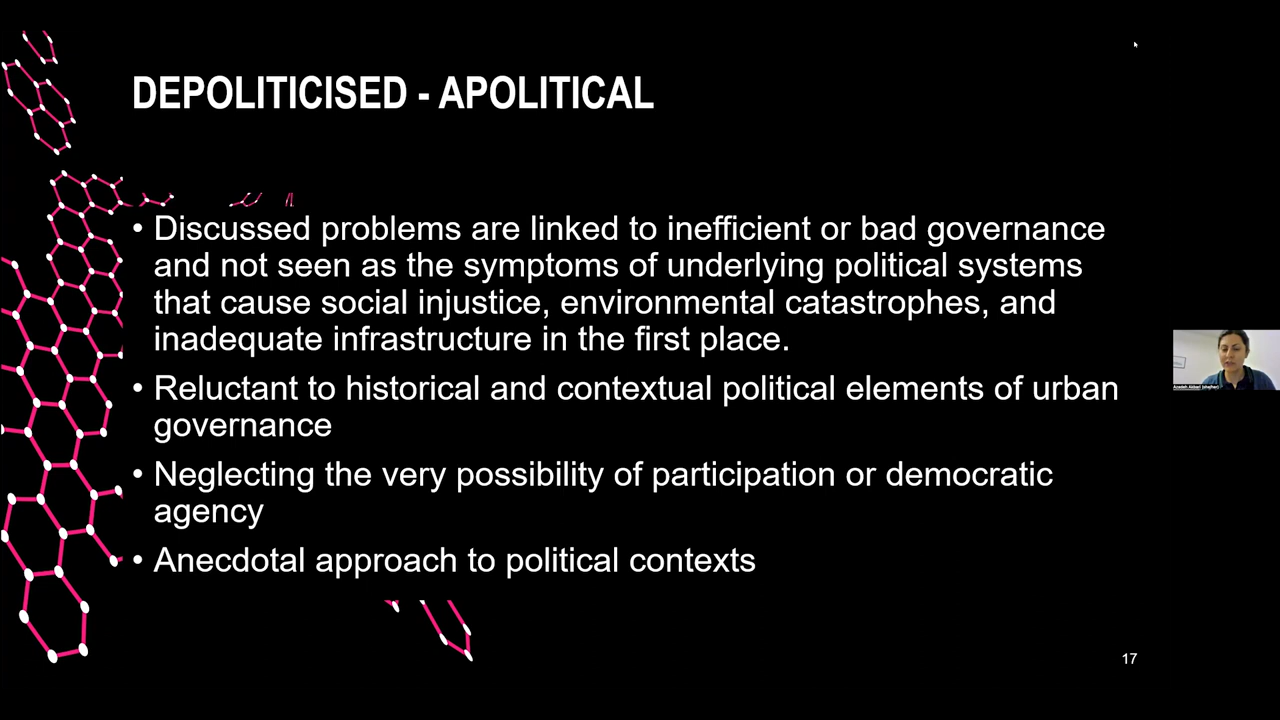 DEPOLITICISED - APOLITICAL
• Discussed problems are linked to inefficient or bad governance
and not seen as the symptoms of underlying political systems
that cause social injustice, environmental catastrophes, and
inadequate infrastructure in the first place.
• Reluctant to historical and contextual political elements of urban
governance
• Neglecting the very possibility of participation or democratic
agency
• Anecdotal approach to political contexts
Azadeh Akbari
17